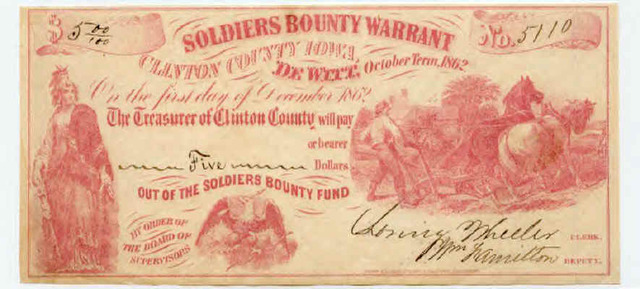 SOLDIERS BOUNTY WARRANT
$ 5 00/100
No. 5110
CLINTON COUNTY IOWA,
DE WITT, October Term, 1862
On the first day of December 1862
The Treasurer of Clinton County will pay
or bearer
Five Dollars
OUT OF THE SOLDIERS BOUNTY FUND
BY ORDER OF
THE BOARD OF
SUPERVISORS
Loring Wheeler CLERK.
Wm Hamilton DEPUTY.